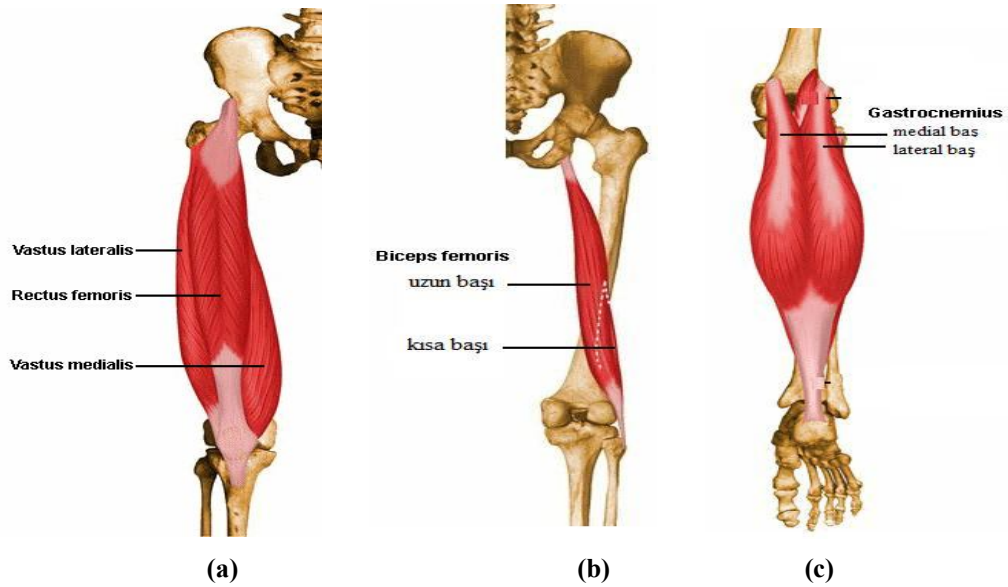 Vastus lateralis
Rectus femoris
Vastus medialis
(a)
Biceps femoris
uzun başı
kısa başı
(b)
Gastrocnemius
medial baş
lateral baş
(c)